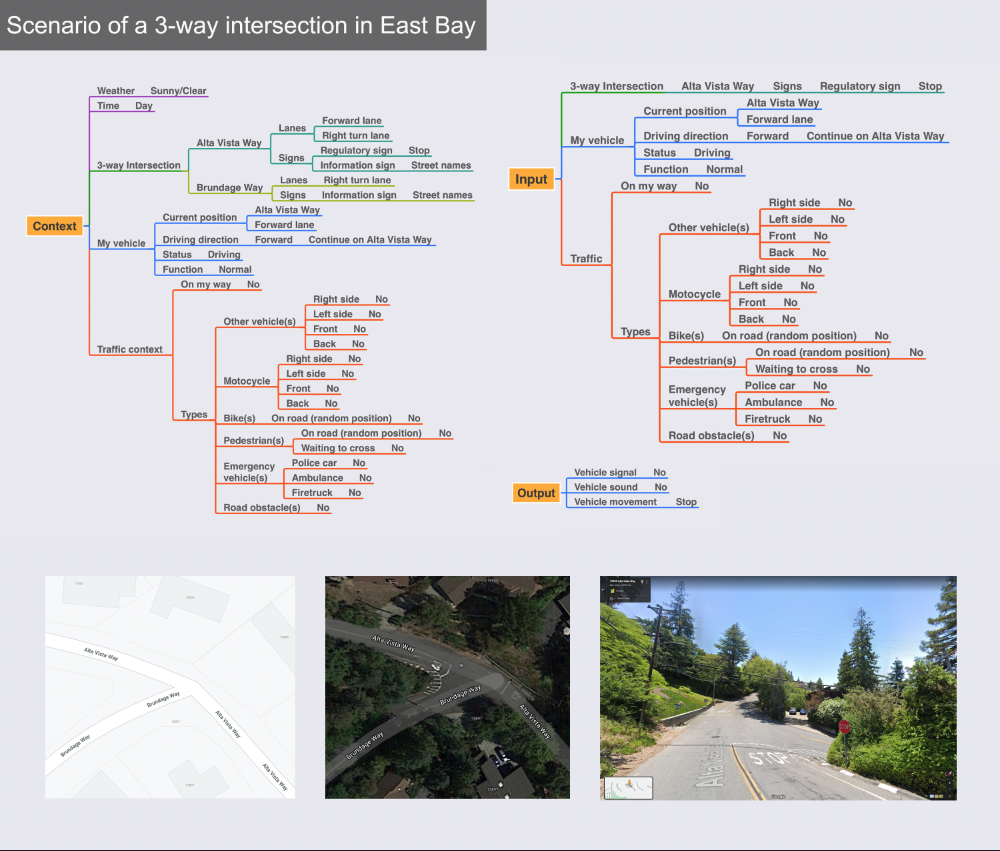 Scenario of a 3-way intersection in East Bay
Context
Weather Sunny/Clear
Time Day
3-way Intersection
Alta Vista Way
Lanes
Forward lane
Right turn lane
Signs
Regulatory sign Stop
Information sign Street names
Brundage Way
Lanes Right turn lane
Signs Information sign Street names
My vehicle
Current position
Alta Vista Way
Forward lane
Driving direction Forward Continue on Alta Vista Way
Status Driving
Function Normal
Traffic context
On my way No
Types
Other vehicle(s)
Right side No
Left side No
Front No
Back No
Motocycle
Right side No
Left side No
Front No
Back No
Bike(s) On road (random position) No
Pedestrian(s)
On road (random position) No
Waiting to cross No
Emergency
vehicle(s)
Police car No
Ambulance No
Firetruck No
Road obstacle(s) No
Input
3-way Intersection Alta Vista Way Signs Regulatory sign Stop
My vehicle
Current position
Alta Vista Way
Forward lane
Driving direction Forward Continue on Alta Vista Way
Status Driving
Function Normal
Traffic
On my way No
Types
Other vehicle(s)
Right side No
Left side No
Front No
Back No
Motocycle
Right side No
Left side No
Front No
Back No
Bike(s) On road (random position) No
Pedestrian(s)
On road (random position) No
Waiting to cross No
Emergency
vehicle(s)
Police car No
Ambulance No
Firetruck No
Road obstacle(s) No
Output
Vehicle signal No
Vehicle sound No
Vehicle movement Stop
Alta Vista Way
Brundage Way
Brundage Way
Alta Vista Way
Alta Vista Way
Alta Vista Way
Brundage Way
Brundage Way
Alta Vista Way
STOP
Google